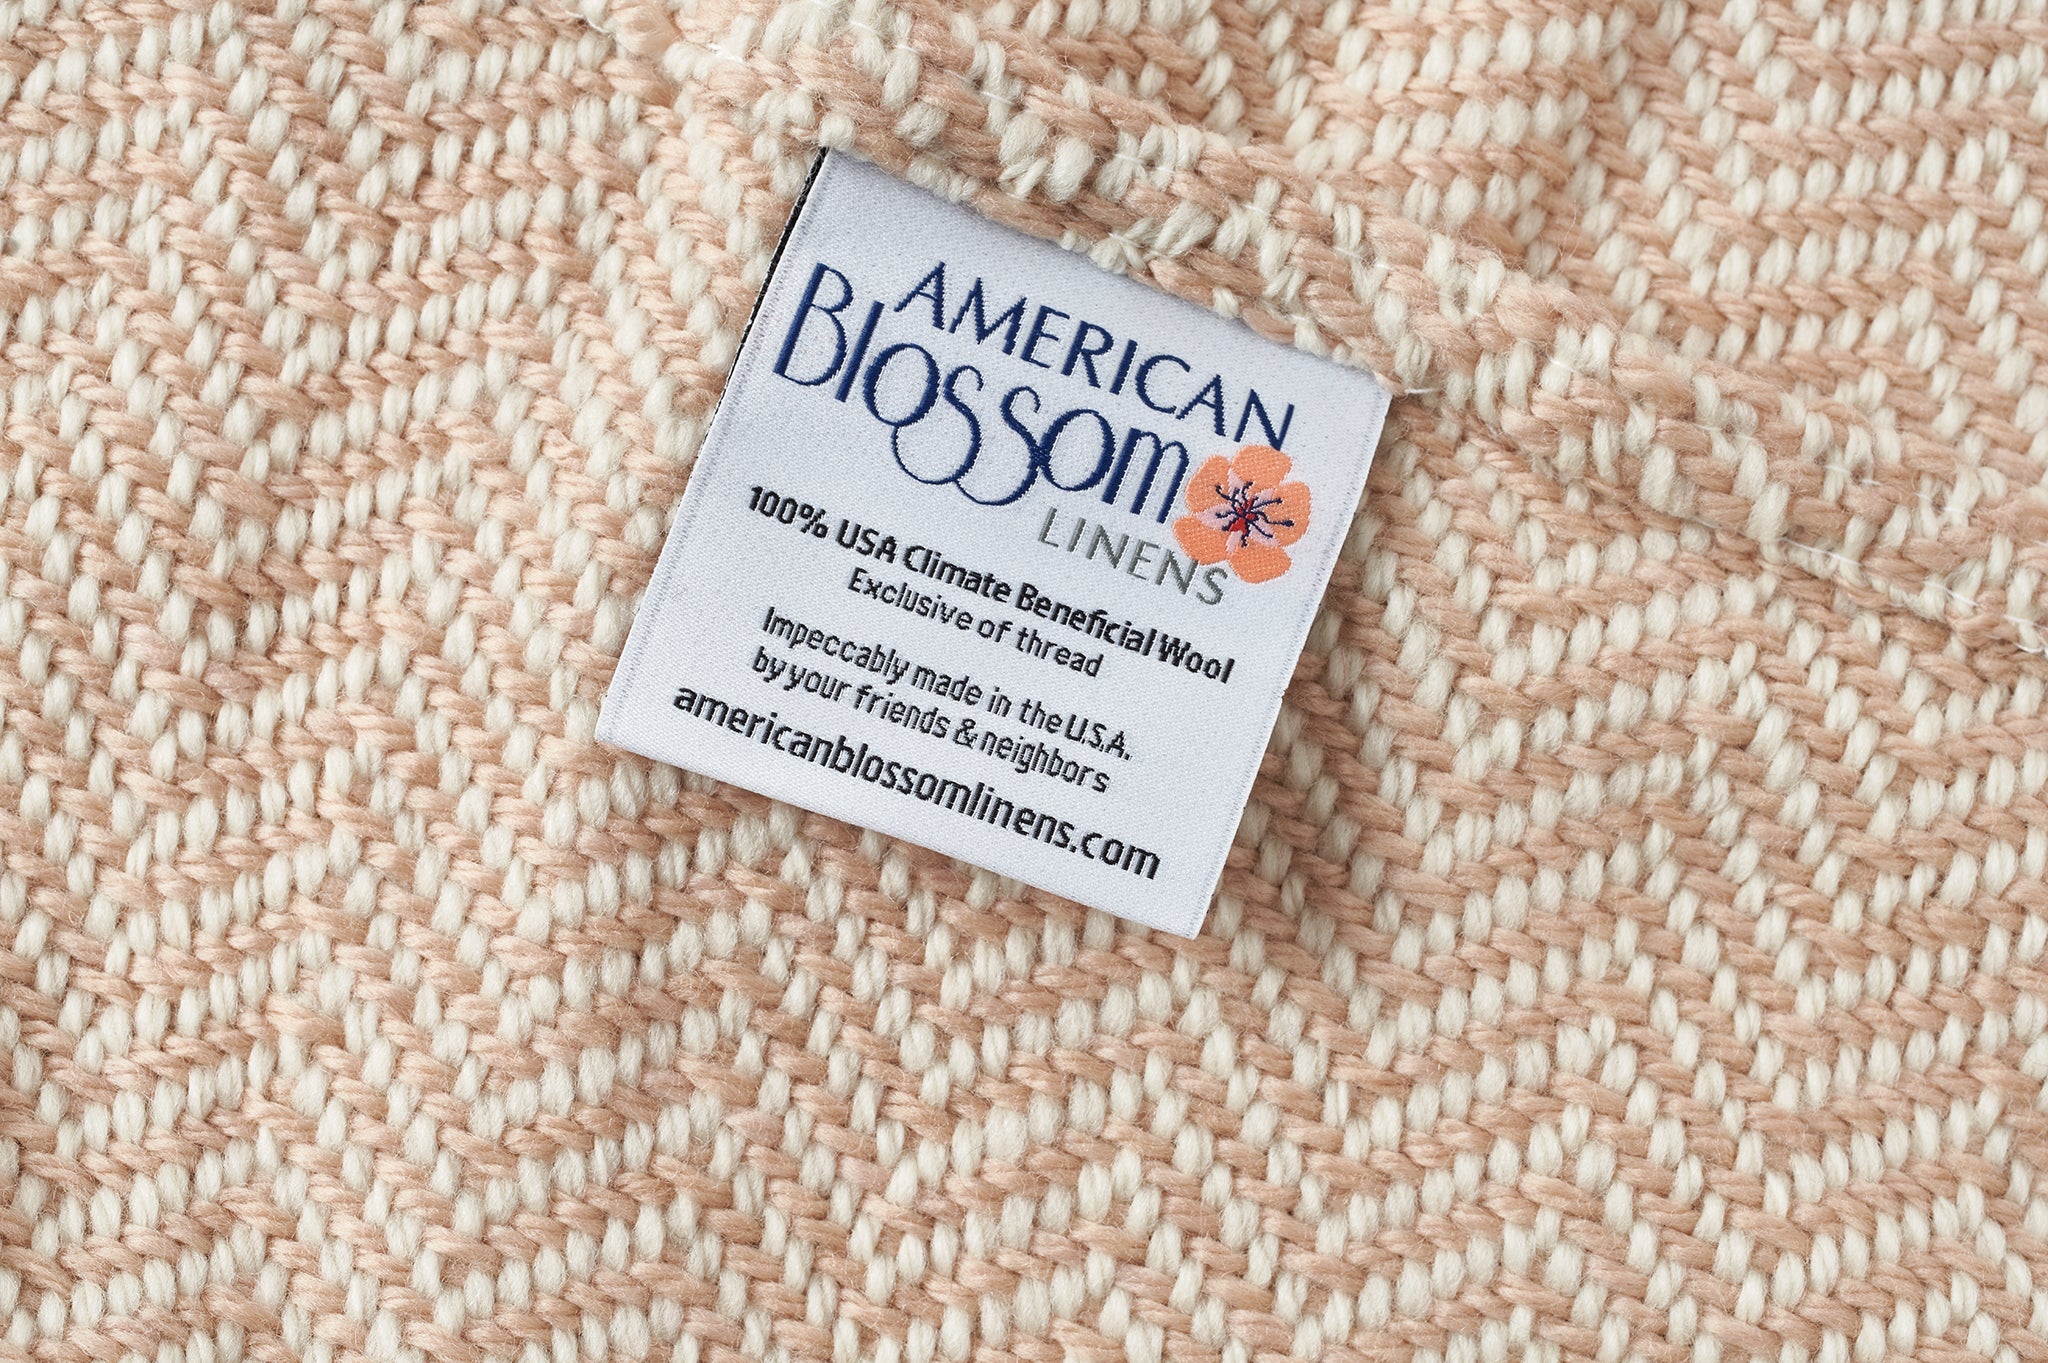 AMERICAN
BLossom
LINENS
100% USA Climate Beneficial Wool
Exclusive of thread
Impeccably made in the U.S.A.
by your friends & neighbors
americanblossomlinens.com